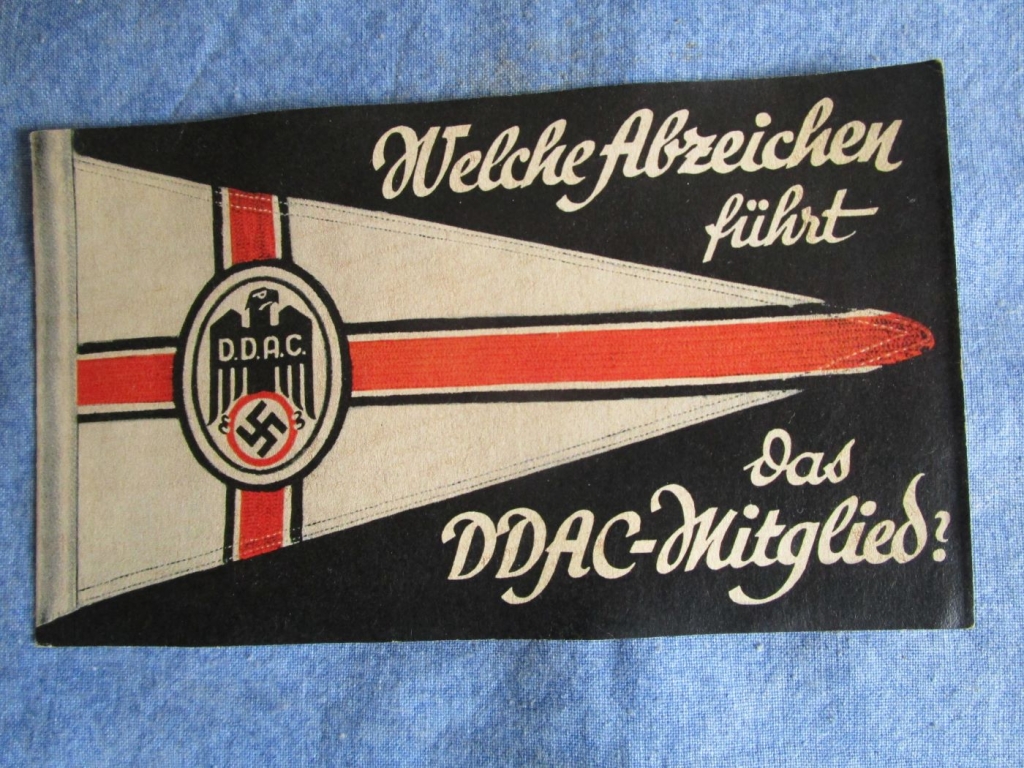 Welche Abzeichen
führt
D.D.A.C.
das
DDAC-Mitglied?